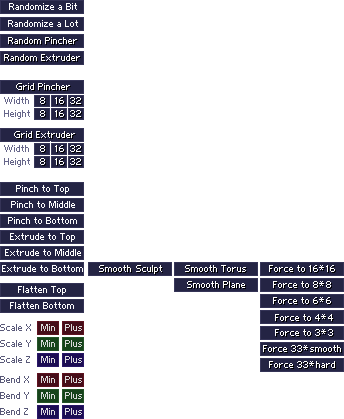 Randomize a Bit
Randomize a Lot
Random Pincher
Random Extruder
Grid Pincher
Width 8 16 32
Height 8 16 32
Grid Extruder
Width 8 16 32
Height 8 16 32
Pinch to Top
Pinch to Middle
Pinch to Bottom
Extrude to Top
Extrude to Middle
Extrude to Bottom Smooth Sculpt Smooth Torus Force to 16*16
Flatten Top Smooth Plane Force to 8*8
Flatten Bottom Force to 6*6
Force to 4*4
Scale X Min Plus Force to 3*3
Scale Y Min Plus Force 33*smooth
Scale Z Min Plus Force 33*hard
Bend X Min Plus
Bend Y Min Plus
Bend Z Min Plus